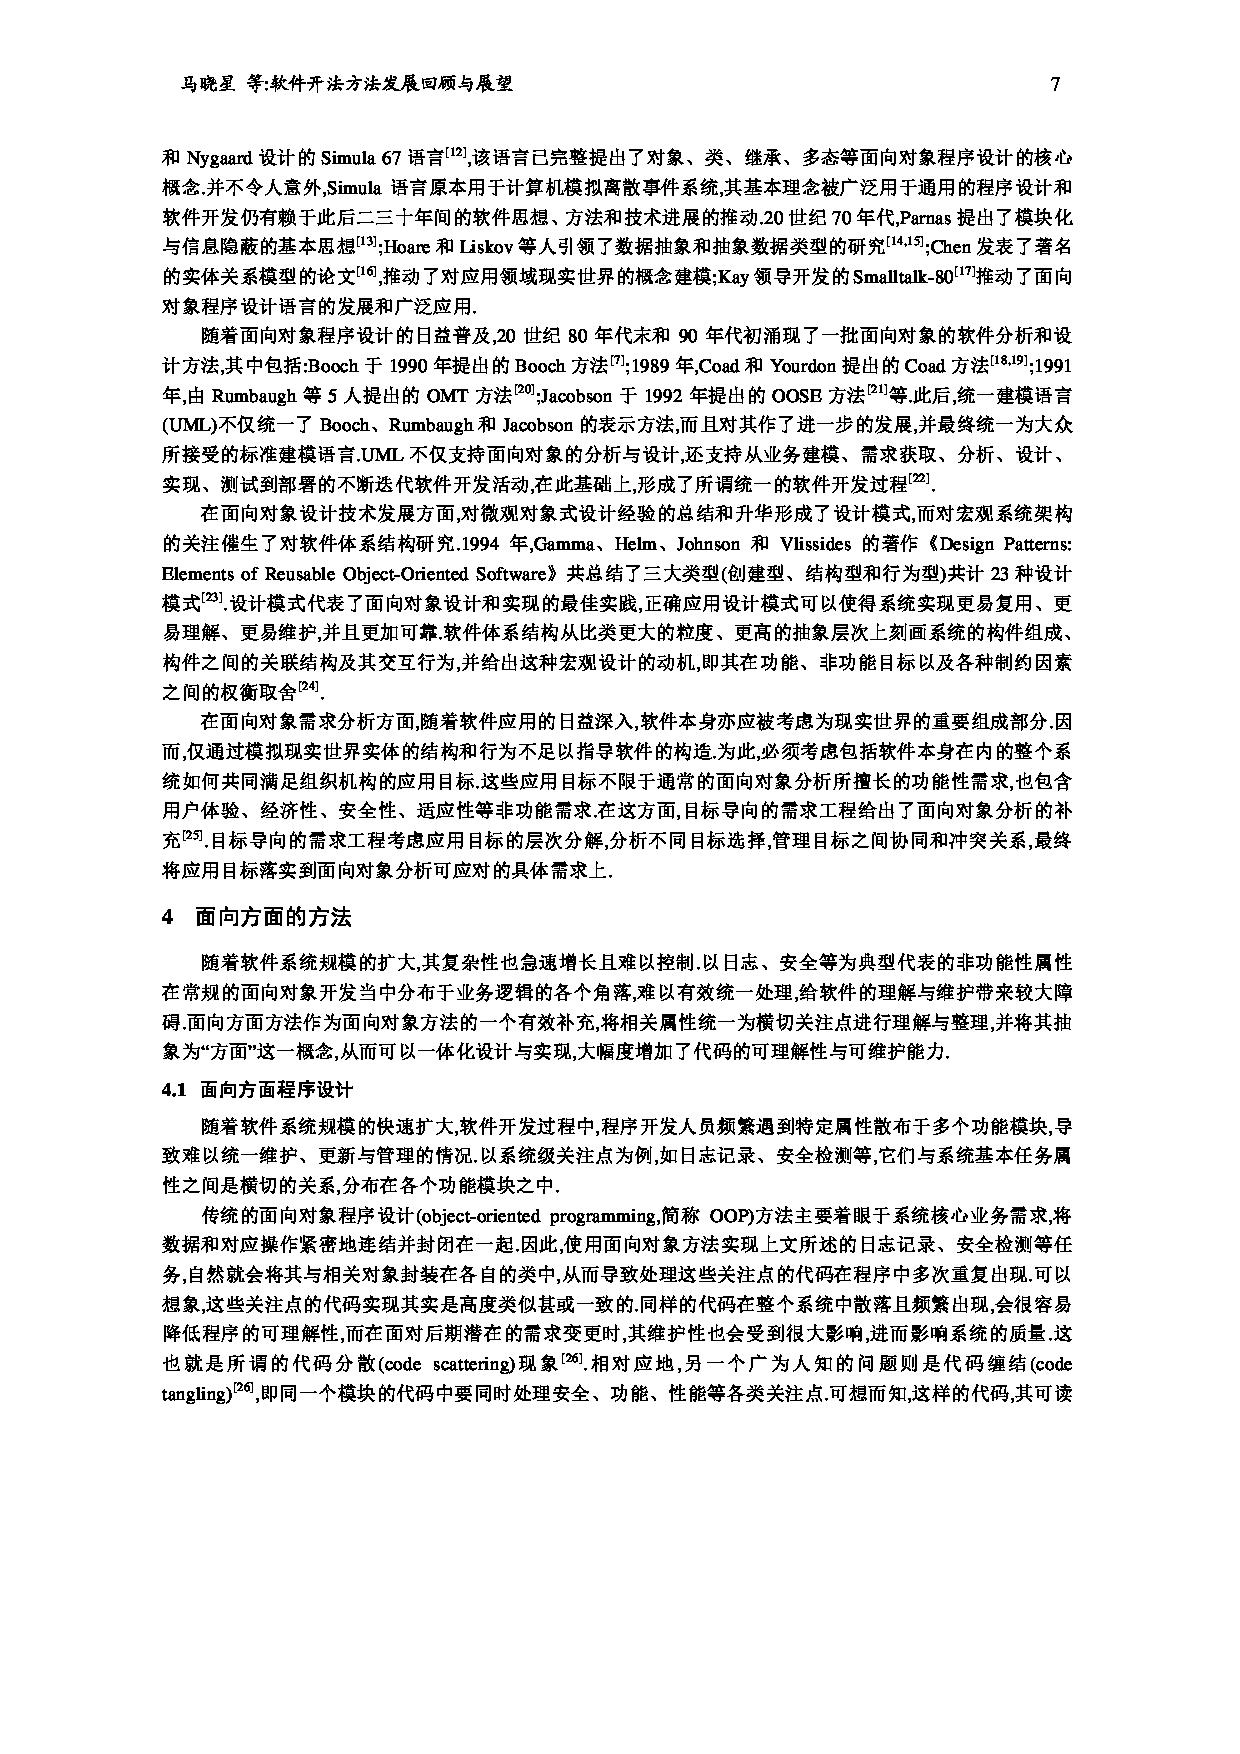 马晓星 等:软件开法方法发展回顾与展望 7
和 Nygaard 设计的 Simula 67 语言[12],该语言已完整提出了对象、类、继承、多态等面向对象程序设计的核心
概念.并不令人意外,Simula 语言原本用于计算机模拟离散事件系统,其基本理念被广泛用于通用的程序设计和
软件开发仍有赖于此后二三十年间的软件思想、方法和技术进展的推动.20 世纪 70 年代,Parnas 提出了模块化
与信息隐蔽的基本思想[13];Hoare 和 Liskov 等人引领了数据抽象和抽象数据类型的研究[14,15];Chen 发表了著名
的实体关系模型的论文[16],推动了对应用领域现实世界的概念建模;Kay 领导开发的 Smalltalk-80[17]推动了面向
对象程序设计语言的发展和广泛应用.
随着面向对象程序设计的日益普及,20 世纪 80 年代末和 90 年代初涌现了一批面向对象的软件分析和设
计方法,其中包括:Booch 于 1990 年提出的 Booch 方法[7];1989 年,Coad 和 Yourdon 提出的 Coad 方法[18,19];1991
年,由 Rumbaugh 等 5 人提出的 OMT 方法[20];Jacobson 于 1992 年提出的 OOSE 方法[21]等.此后,统一建模语言
(UML)不仅统一了 Booch、Rumbaugh 和 Jacobson 的表示方法,而且对其作了进一步的发展,并最终统一为大众
所接受的标准建模语言.UML 不仅支持面向对象的分析与设计,还支持从业务建模、需求获取、分析、设计、
实现、测试到部署的不断迭代软件开发活动,在此基础上,形成了所谓统一的软件开发过程[22].
在面向对象设计技术发展方面,对微观对象式设计经验的总结和升华形成了设计模式,而对宏观系统架构
的关注催生了对软件体系结构研究.1994 年,Gamma、Helm、Johnson 和 Vlissides 的著作《Design Patterns:
Elements of Reusable Object-Oriented Software》共总结了三大类型(创建型、结构型和行为型)共计 23 种设计
模式[23].设计模式代表了面向对象设计和实现的最佳实践,正确应用设计模式可以使得系统实现更易复用、更
易理解、更易维护,并且更加可靠.软件体系结构从比类更大的粒度、更高的抽象层次上刻画系统的构件组成、
构件之间的关联结构及其交互行为,并给出这种宏观设计的动机,即其在功能、非功能目标以及各种制约因素
之间的权衡取舍[24].
在面向对象需求分析方面,随着软件应用的日益深入,软件本身亦应被考虑为现实世界的重要组成部分.因
而,仅通过模拟现实世界实体的结构和行为不足以指导软件的构造.为此,必须考虑包括软件本身在内的整个系
统如何共同满足组织机构的应用目标.这些应用目标不限于通常的面向对象分析所擅长的功能性需求,也包含
用户体验、经济性、安全性、适应性等非功能需求.在这方面,目标导向的需求工程给出了面向对象分析的补
充[25].目标导向的需求工程考虑应用目标的层次分解,分析不同目标选择,管理目标之间协同和冲突关系,最终
将应用目标落实到面向对象分析可应对的具体需求上.
4 面向方面的方法
随着软件系统规模的扩大,其复杂性也急速增长且难以控制.以日志、安全等为典型代表的非功能性属性
在常规的面向对象开发当中分布于业务逻辑的各个角落,难以有效统一处理,给软件的理解与维护带来较大障
碍.面向方面方法作为面向对象方法的一个有效补充,将相关属性统一为横切关注点进行理解与整理,并将其抽
象为“方面”这一概念,从而可以一体化设计与实现,大幅度增加了代码的可理解性与可维护能力.
4.1 面向方面程序设计
随着软件系统规模的快速扩大,软件开发过程中,程序开发人员频繁遇到特定属性散布于多个功能模块,导
致难以统一维护、更新与管理的情况.以系统级关注点为例,如日志记录、安全检测等,它们与系统基本任务属
性之间是横切的关系,分布在各个功能模块之中.
传统的面向对象程序设计(object-oriented programming,简称 OOP)方法主要着眼于系统核心业务需求,将
数据和对应操作紧密地连结并封闭在一起.因此,使用面向对象方法实现上文所述的日志记录、安全检测等任
务,自然就会将其与相关对象封装在各自的类中,从而导致处理这些关注点的代码在程序中多次重复出现.可以
想象,这些关注点的代码实现其实是高度类似甚或一致的.同样的代码在整个系统中散落且频繁出现,会很容易
降低程序的可理解性,而在面对后期潜在的需求变更时,其维护性也会受到很大影响,进而影响系统的质量.这
也就是所谓的代码分散(code scattering)现象[26].相对应地,另一个广为人知的问题则是代码缠结(code
tangling)[26],即同一个模块的代码中要同时处理安全、功能、性能等各类关注点.可想而知,这样的代码,其可读